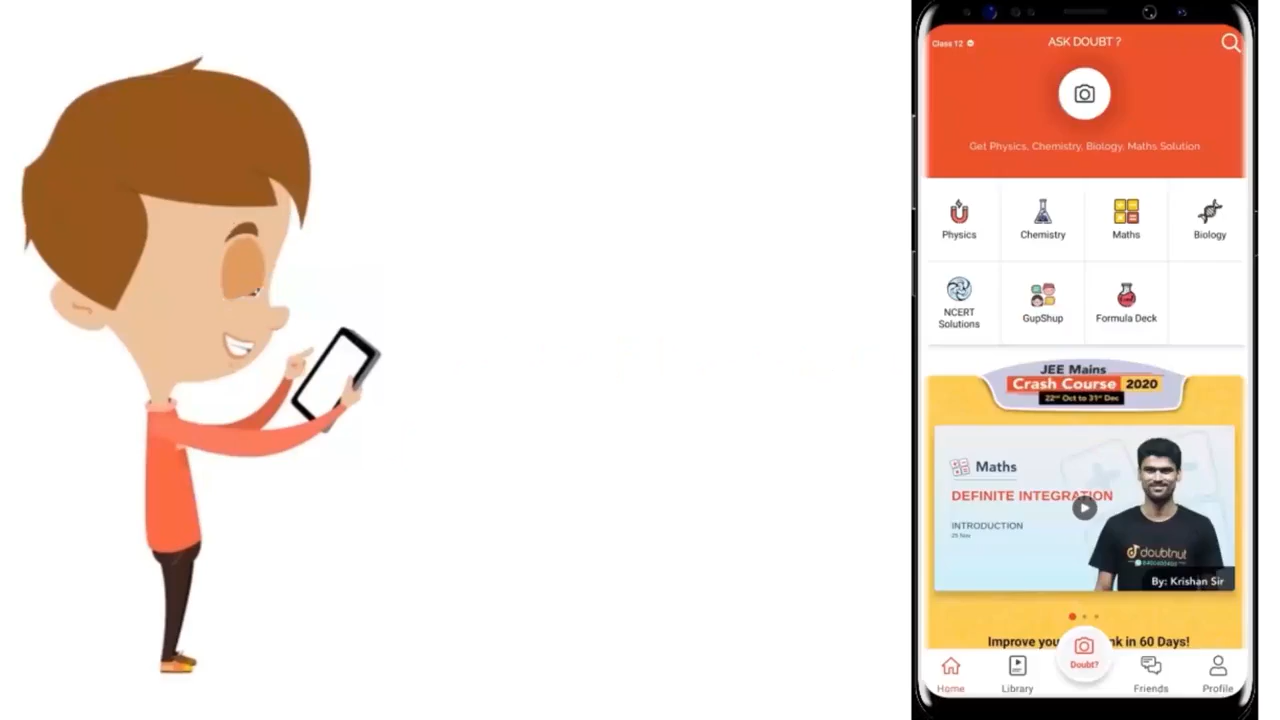 Class 12
ASK DOUBT ?
Get Physics, Chemistry, Biology, Maths Solution
Physics
Chemistry
Maths
Biology
NCERT
Solutions
GupShup
Formula Deck
JEE Mains
Crash Course 2020
22nd Oct to 31st Dec
Maths
DEFINITE INTEGRATION
INTRODUCTION
doubtnut
By: Krishan Sir
nk in 60 Days!
Doubt?
Home
Library
Friends
Profile